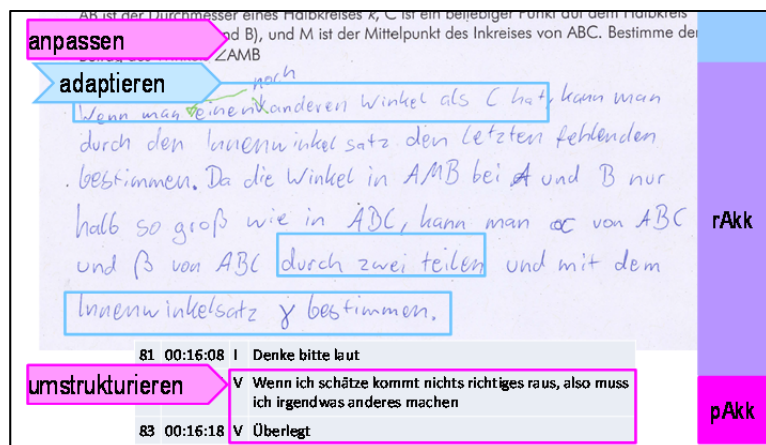 AB ist der Durchmesser eines Halbkreises k, C ist ein beliebiger Punkt auf dem Halbkreis
anpassen
nd B), und M ist der Mittelpunkt des Inkreises von ABC. Bestimme de
∠AMB
adaptieren
noch
Wenn man einen anderen Winkel als C hat, kann man
durch den Innenwinkelsatz den letzten fehlenden
bestimmen. Da die Winkel in AMB bei A und B nur
halb so groß wie in ABC, kann man α von ABC
rAkk
und β von ABC durch zwei teilen und mit dem
Innenwinkelsatz γ bestimmen.
81 00:16:08 I Denke bitte laut
umstrukturieren
V Wenn ich schätze kommt nichts richtiges raus, also muss
ich irgendwas anderes machen
pAkk
83 00:16:18 V Überlegt